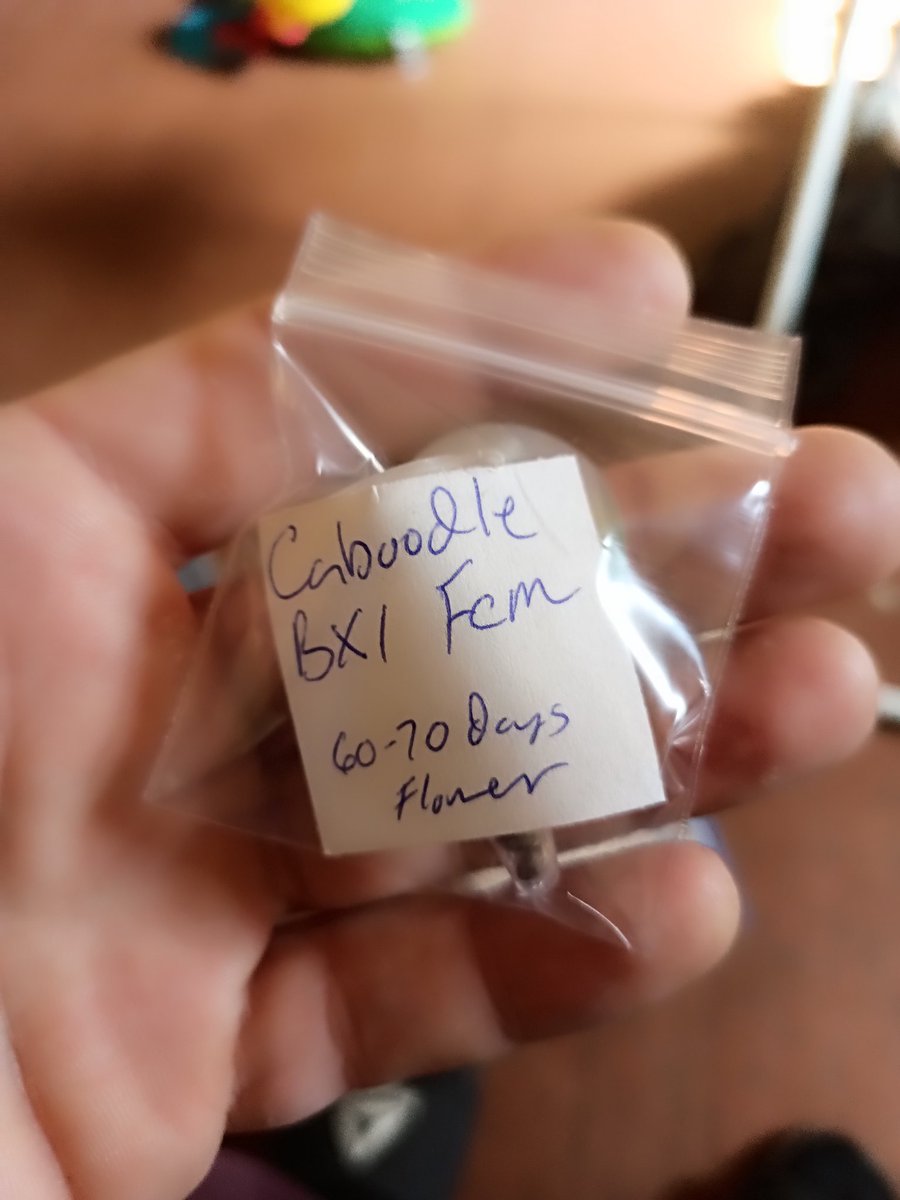 Caboodle
BX1 Fem
60-70 Days
Flower